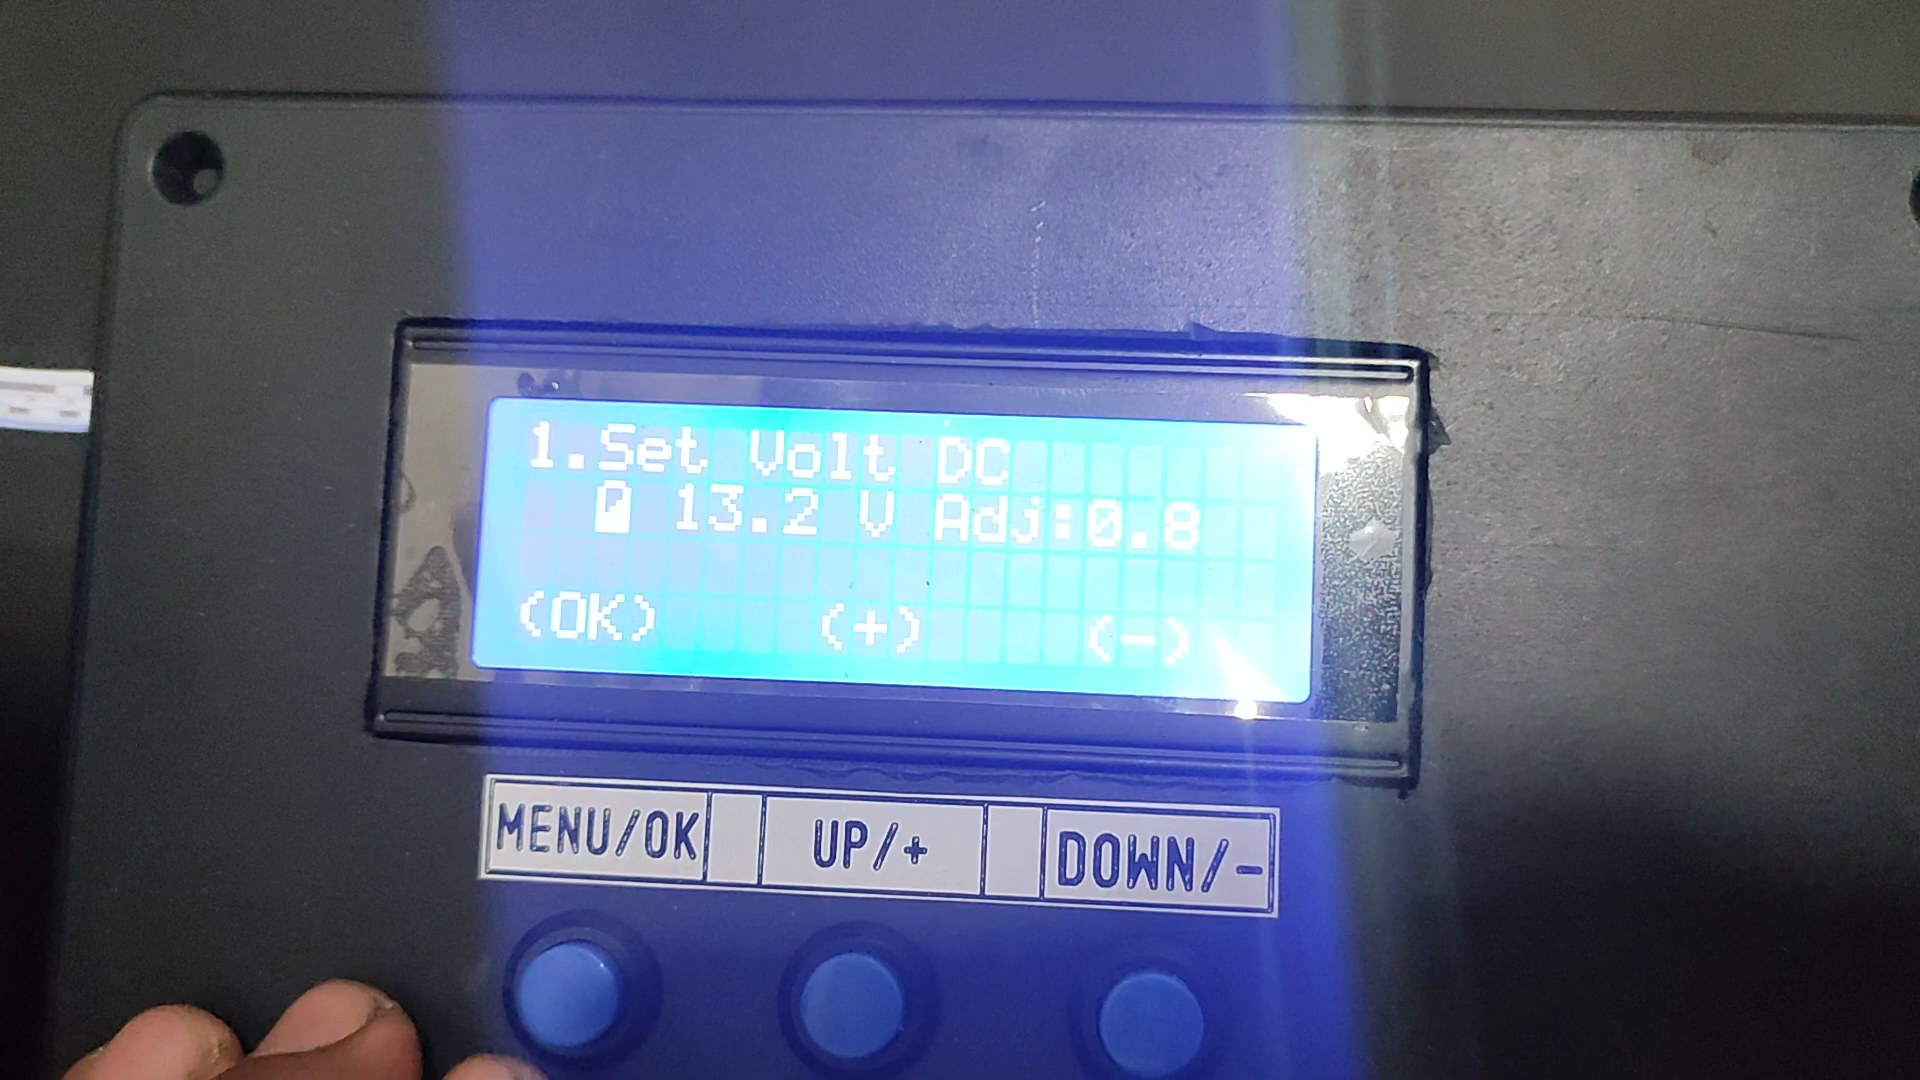 1.Set Volt DC
13.2 V Adj:0.8
(OK) (+) (-)
MENU/OK UP/+ DOWN/-